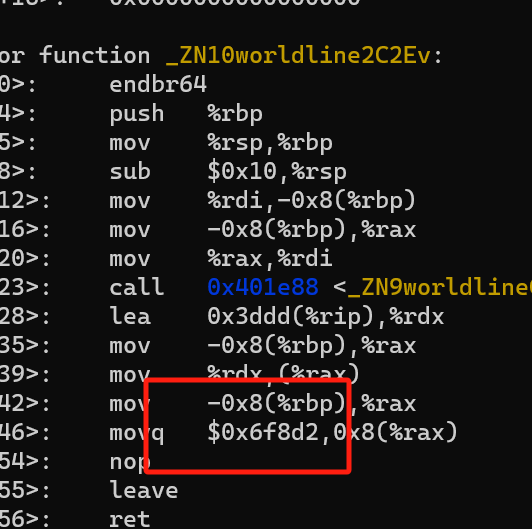 or function _ZN10worldline2C2Ev:
0>: endbr64
4>: push %rbp
5>: mov %rsp,%rbp
8>: sub $0x10,%rsp
12>: mov %rdi,-0x8(%rbp)
16>: mov -0x8(%rbp),%rax
20>: mov %rax,%rdi
23>: call 0x401e88 <_ZN9worldline
28>: lea 0x3ddd(%rip),%rdx
35>: mov -0x8(%rbp),%rax
39>: mov %rdx,(%rax)
42>: mov -0x8(%rbp),%rax
46>: movq $0x6f8d2,0x8(%rax)
54>: nop
55>: leave
56>: ret